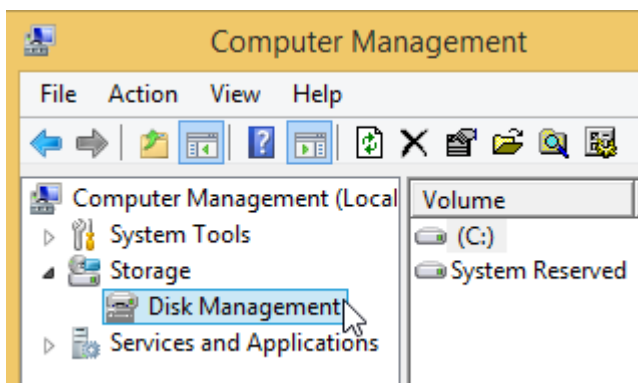 Computer Management
File Action View Help
Computer Management (Local
System Tools
Storage
Disk Management
Services and Applications
Volume
(C:)
System Reserved